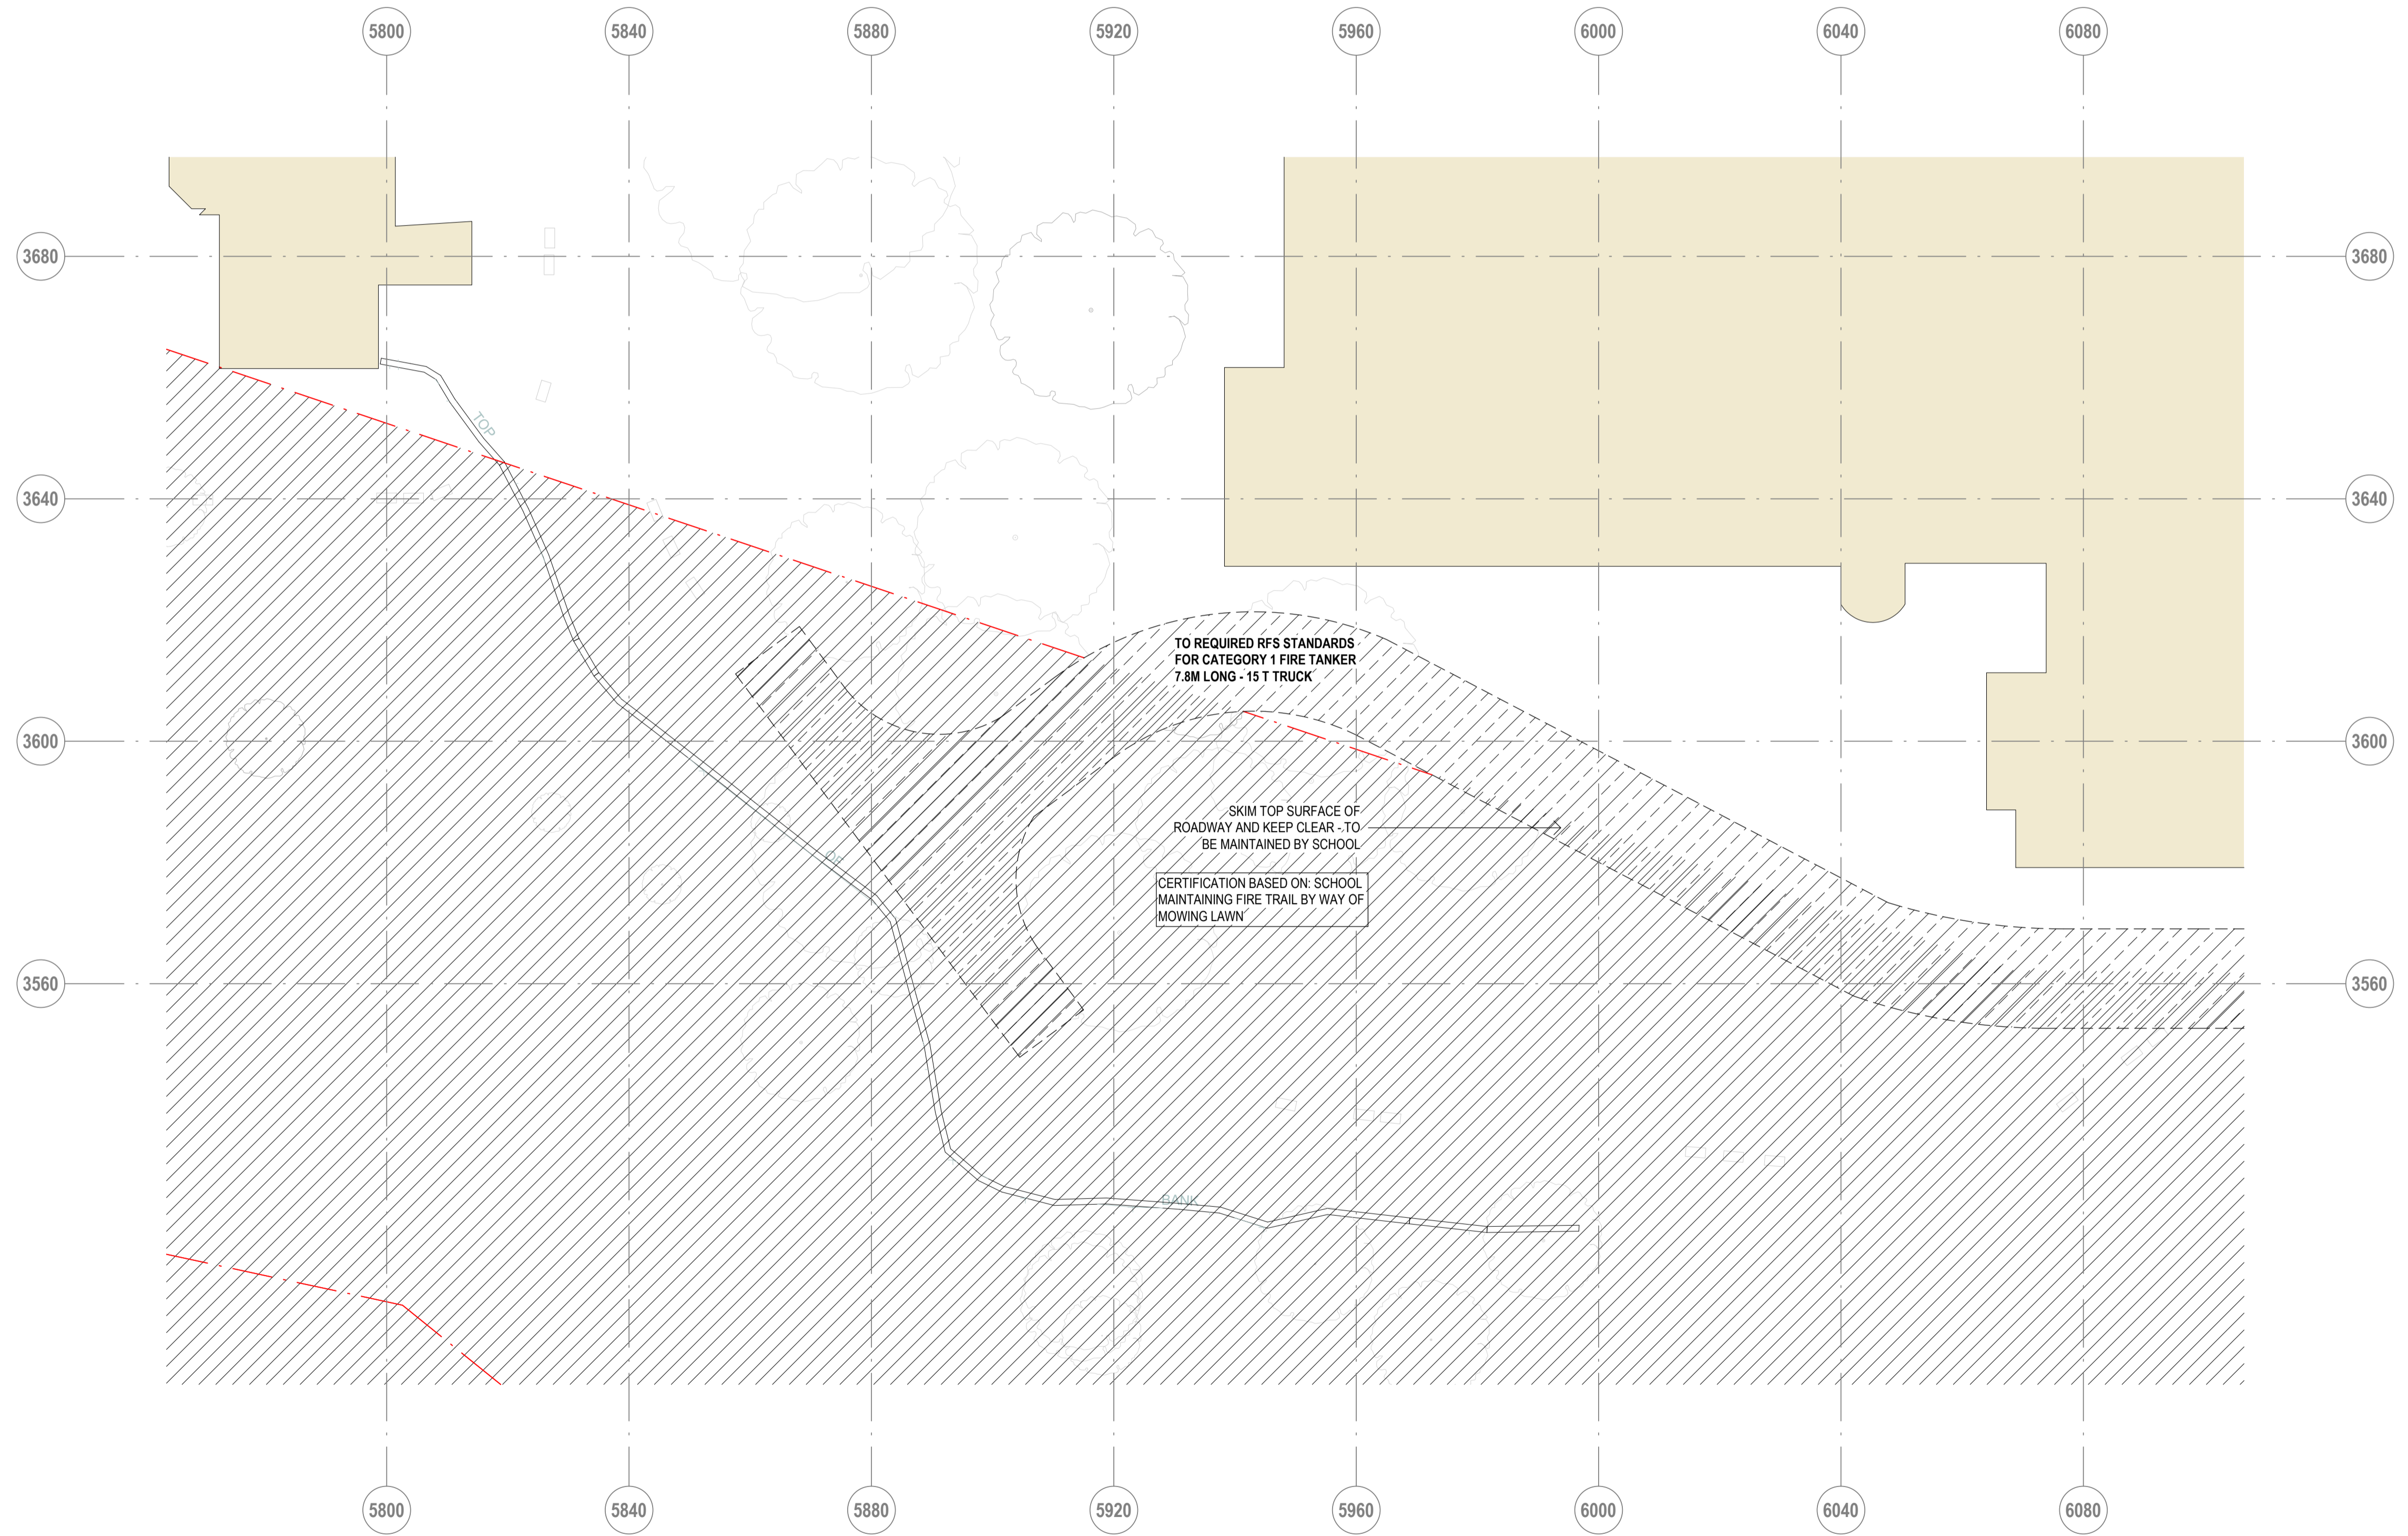 5800
5840
5880
5920
5960
6000
6040
6080
3680
3680
TOP
3640
3640
TO REQUIRED RFS STANDARDS
FOR CATEGORY 1 FIRE TANKER
7.8M LONG - 15 T TRUCK
3600
3600
SKIM TOP SURFACE OF
ROADWAY AND KEEP CLEAR - TO
BE MAINTAINED BY SCHOOL
OF
CERTIFICATION BASED ON: SCHOOL
MAINTAINING FIRE TRAIL BY WAY OF
MOWING LAWN
3560
3560
BANK
5800
5840
5880
5920
5960
6000
6040
6080